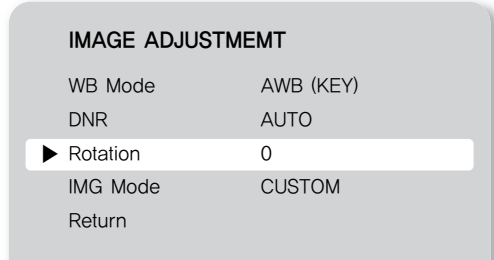 IMAGE ADJUSTMEMT
WB Mode AWB (KEY)
DNR AUTO
▶ Rotation 0
IMG Mode CUSTOM
Return